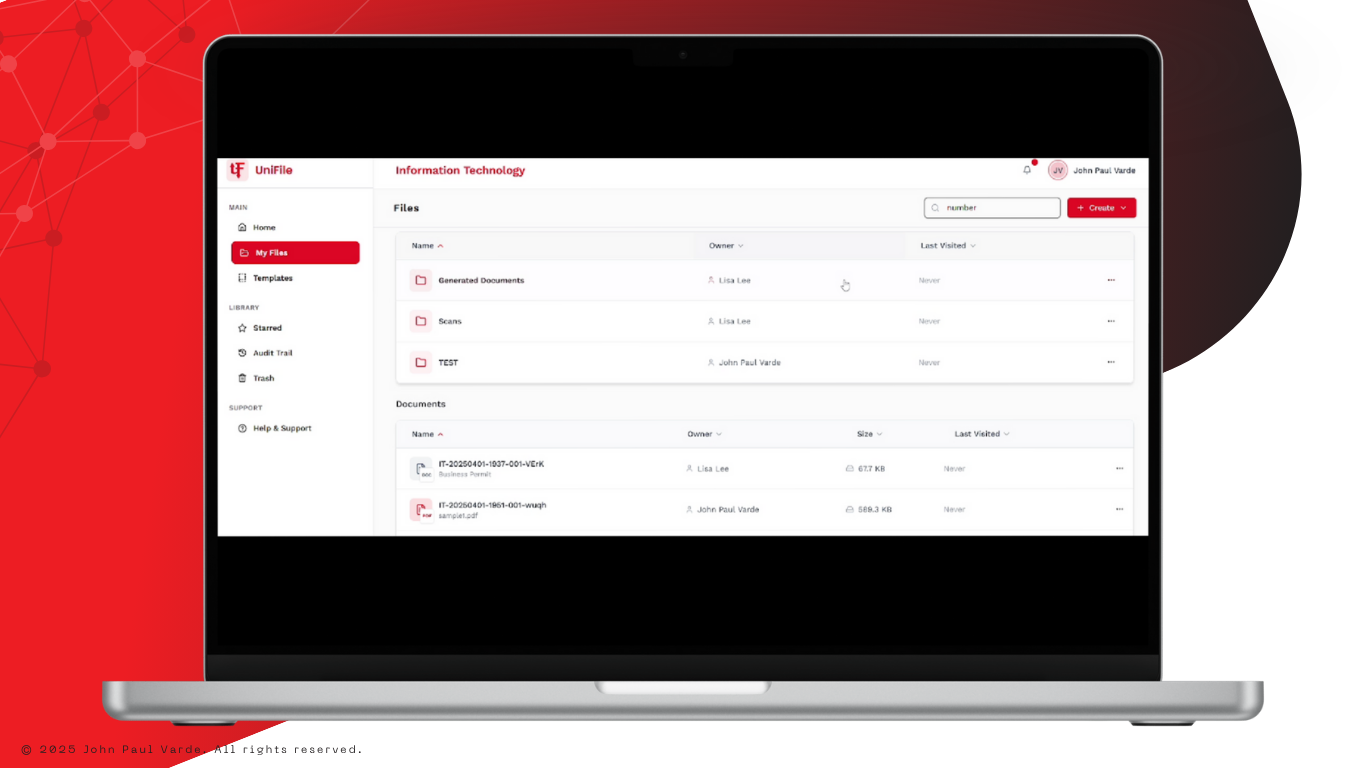 UniFile
Information Technology
JV
John Paul Varde
MAIN
Files
number
+ Create
Home
My Files
Templates
LIBRARY
Starred
Audit Trail
Trash
SUPPORT
Help & Support
Name
Owner
Last Visited
Generated Documents
Lisa Lee
Never
Scans
Lisa Lee
Never
TEST
John Paul Varde
Never
Documents
Name
Owner
Size
Last Visited
DOC
IT-20250401-1937-001-VErK
Business Permit
Lisa Lee
67.7 KB
Never
PDF
IT-20250401-1951-001-wuqh
sample1.pdf
John Paul Varde
589.3 KB
Never
© 2025 John Paul Varde. All rights reserved.